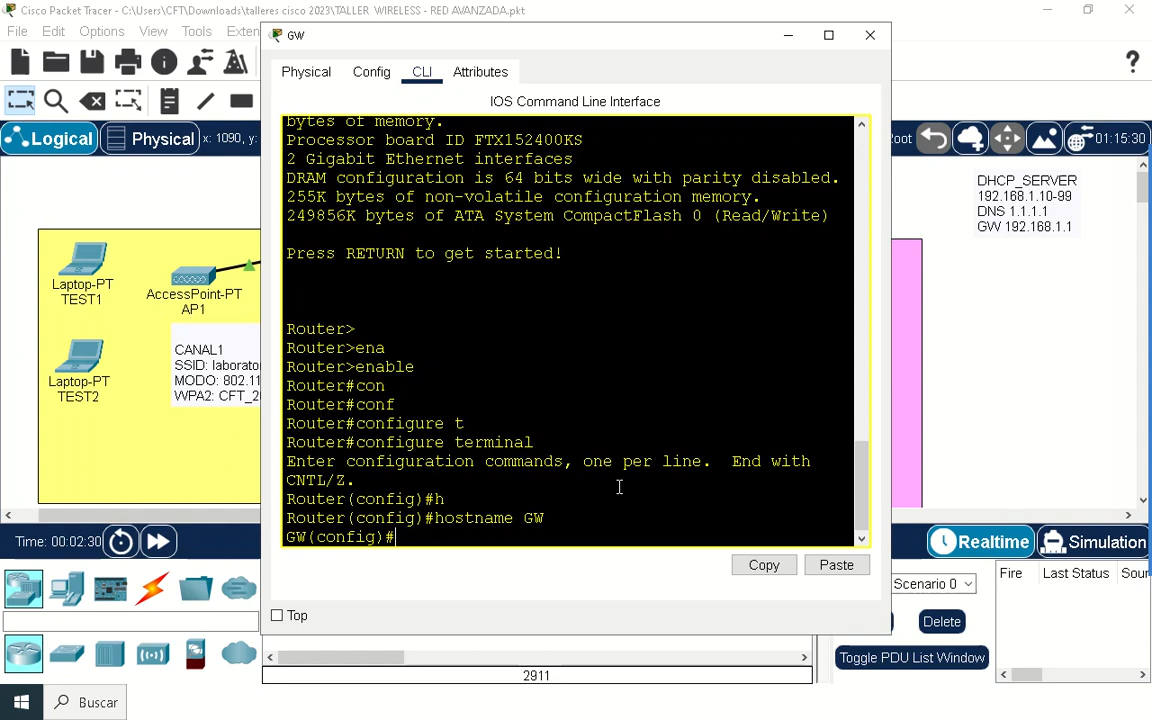 Cisco Packet Tracer - C:\Users\CFT\Downloads\talleres cisco 2023\TALLER WIRELESS - RED AVANZADA.pkt
File Edit Options View Tools Exten
GW
Physical Config CLI Attributes
IOS Command Line Interface
Logical Physical x: 1090, y:
Root 01:15:30
bytes of memory.
Processor board ID FTX152400KS
2 Gigabit Ethernet interfaces
DRAM configuration is 64 bits wide with parity disabled.
255K bytes of non-volatile configuration memory.
249856K bytes of ATA System CompactFlash 0 (Read/Write)
Press RETURN to get started!
Router>
Router>ena
Router>enable
Router#con
Router#conf
Router#configure t
Router#configure terminal
Enter configuration commands, one per line.  End with
CNTL/Z.
Router(config)#h
Router(config)#hostname GW
GW(config)#
Copy Paste
Top
Laptop-PT
TEST1
AccessPoint-PT
AP1
Laptop-PT
TEST2
CANAL1
SSID: laborato
MODO: 802.11
WPA2: CFT_2
DHCP_SERVER
192.168.1.10-99
DNS 1.1.1.1
GW 192.168.1.1
Time: 00:02:30
Realtime Simulation
Scenario 0
Fire Last Status Sour
Delete
Toggle PDU List Window
2911
Buscar